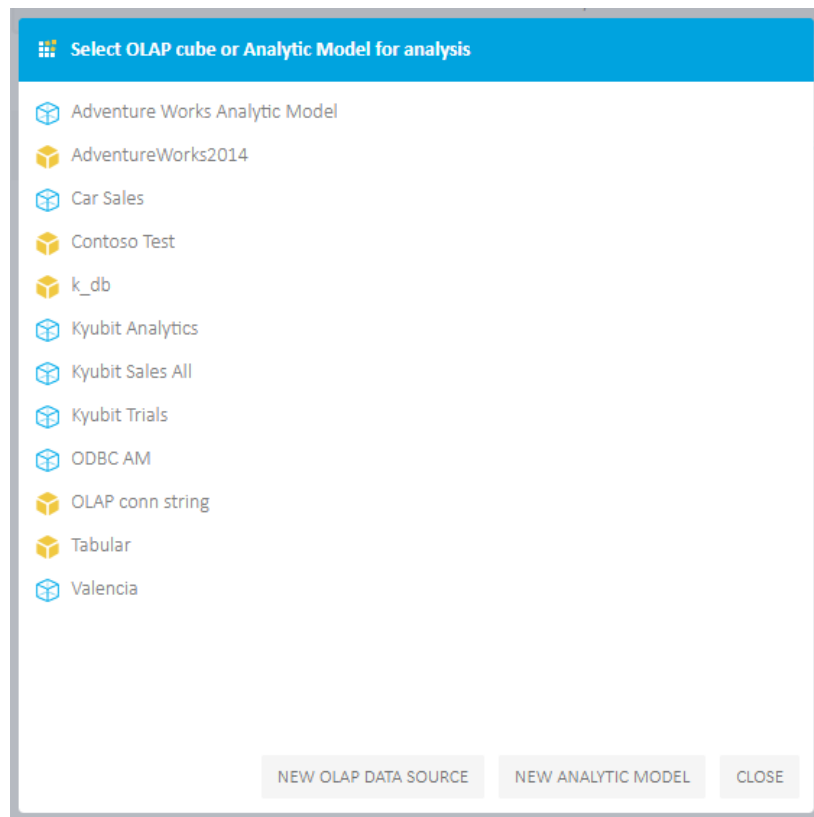 Select OLAP cube or Analytic Model for analysis
Adventure Works Analytic Model
AdventureWorks2014
Car Sales
Contoso Test
k_db
Kyubit Analytics
Kyubit Sales All
Kyubit Trials
ODBC AM
OLAP conn string
Tabular
Valencia
NEW OLAP DATA SOURCE NEW ANALYTIC MODEL CLOSE